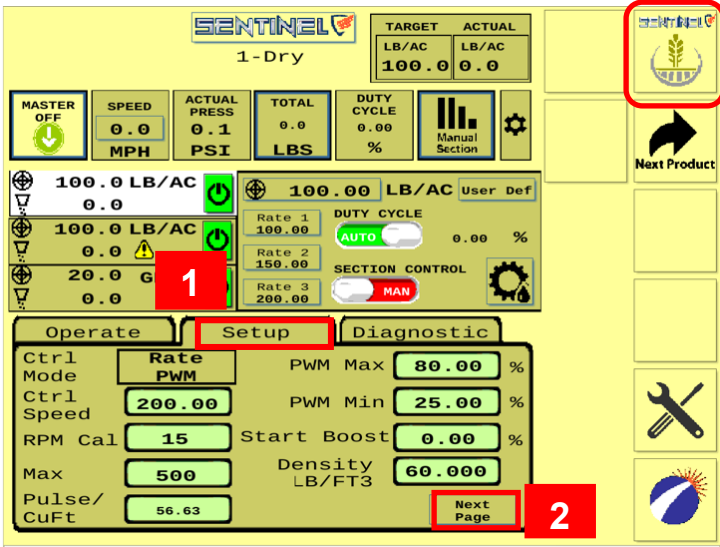 SENTINEL
1-Dry
TARGET ACTUAL
LB/AC LB/AC
100.0 0.0
SENTINEL
MASTER OFF
SPEED
0.0
MPH
ACTUAL PRESS
0.1
PSI
TOTAL
0.0
LBS
DUTY CYCLE
0.00
%
Manual Section
Next Product
100.0 LB/AC
0.0
100.0 LB/AC
0.0
20.0 G
0.0
1
100.00 LB/AC User Def
Rate 1
100.00
Rate 2
150.00
Rate 3
200.00
DUTY CYCLE
AUTO
0.00 %
SECTION CONTROL
MAN
Operate Setup Diagnostic
Ctrl Mode
Rate PWM
PWM Max 80.00 %
Ctrl Speed 200.00
PWM Min 25.00 %
RPM Cal 15
Start Boost 0.00 %
Max 500
Density LB/FT3 60.000
Pulse/CuFt 56.63
Next Page
2